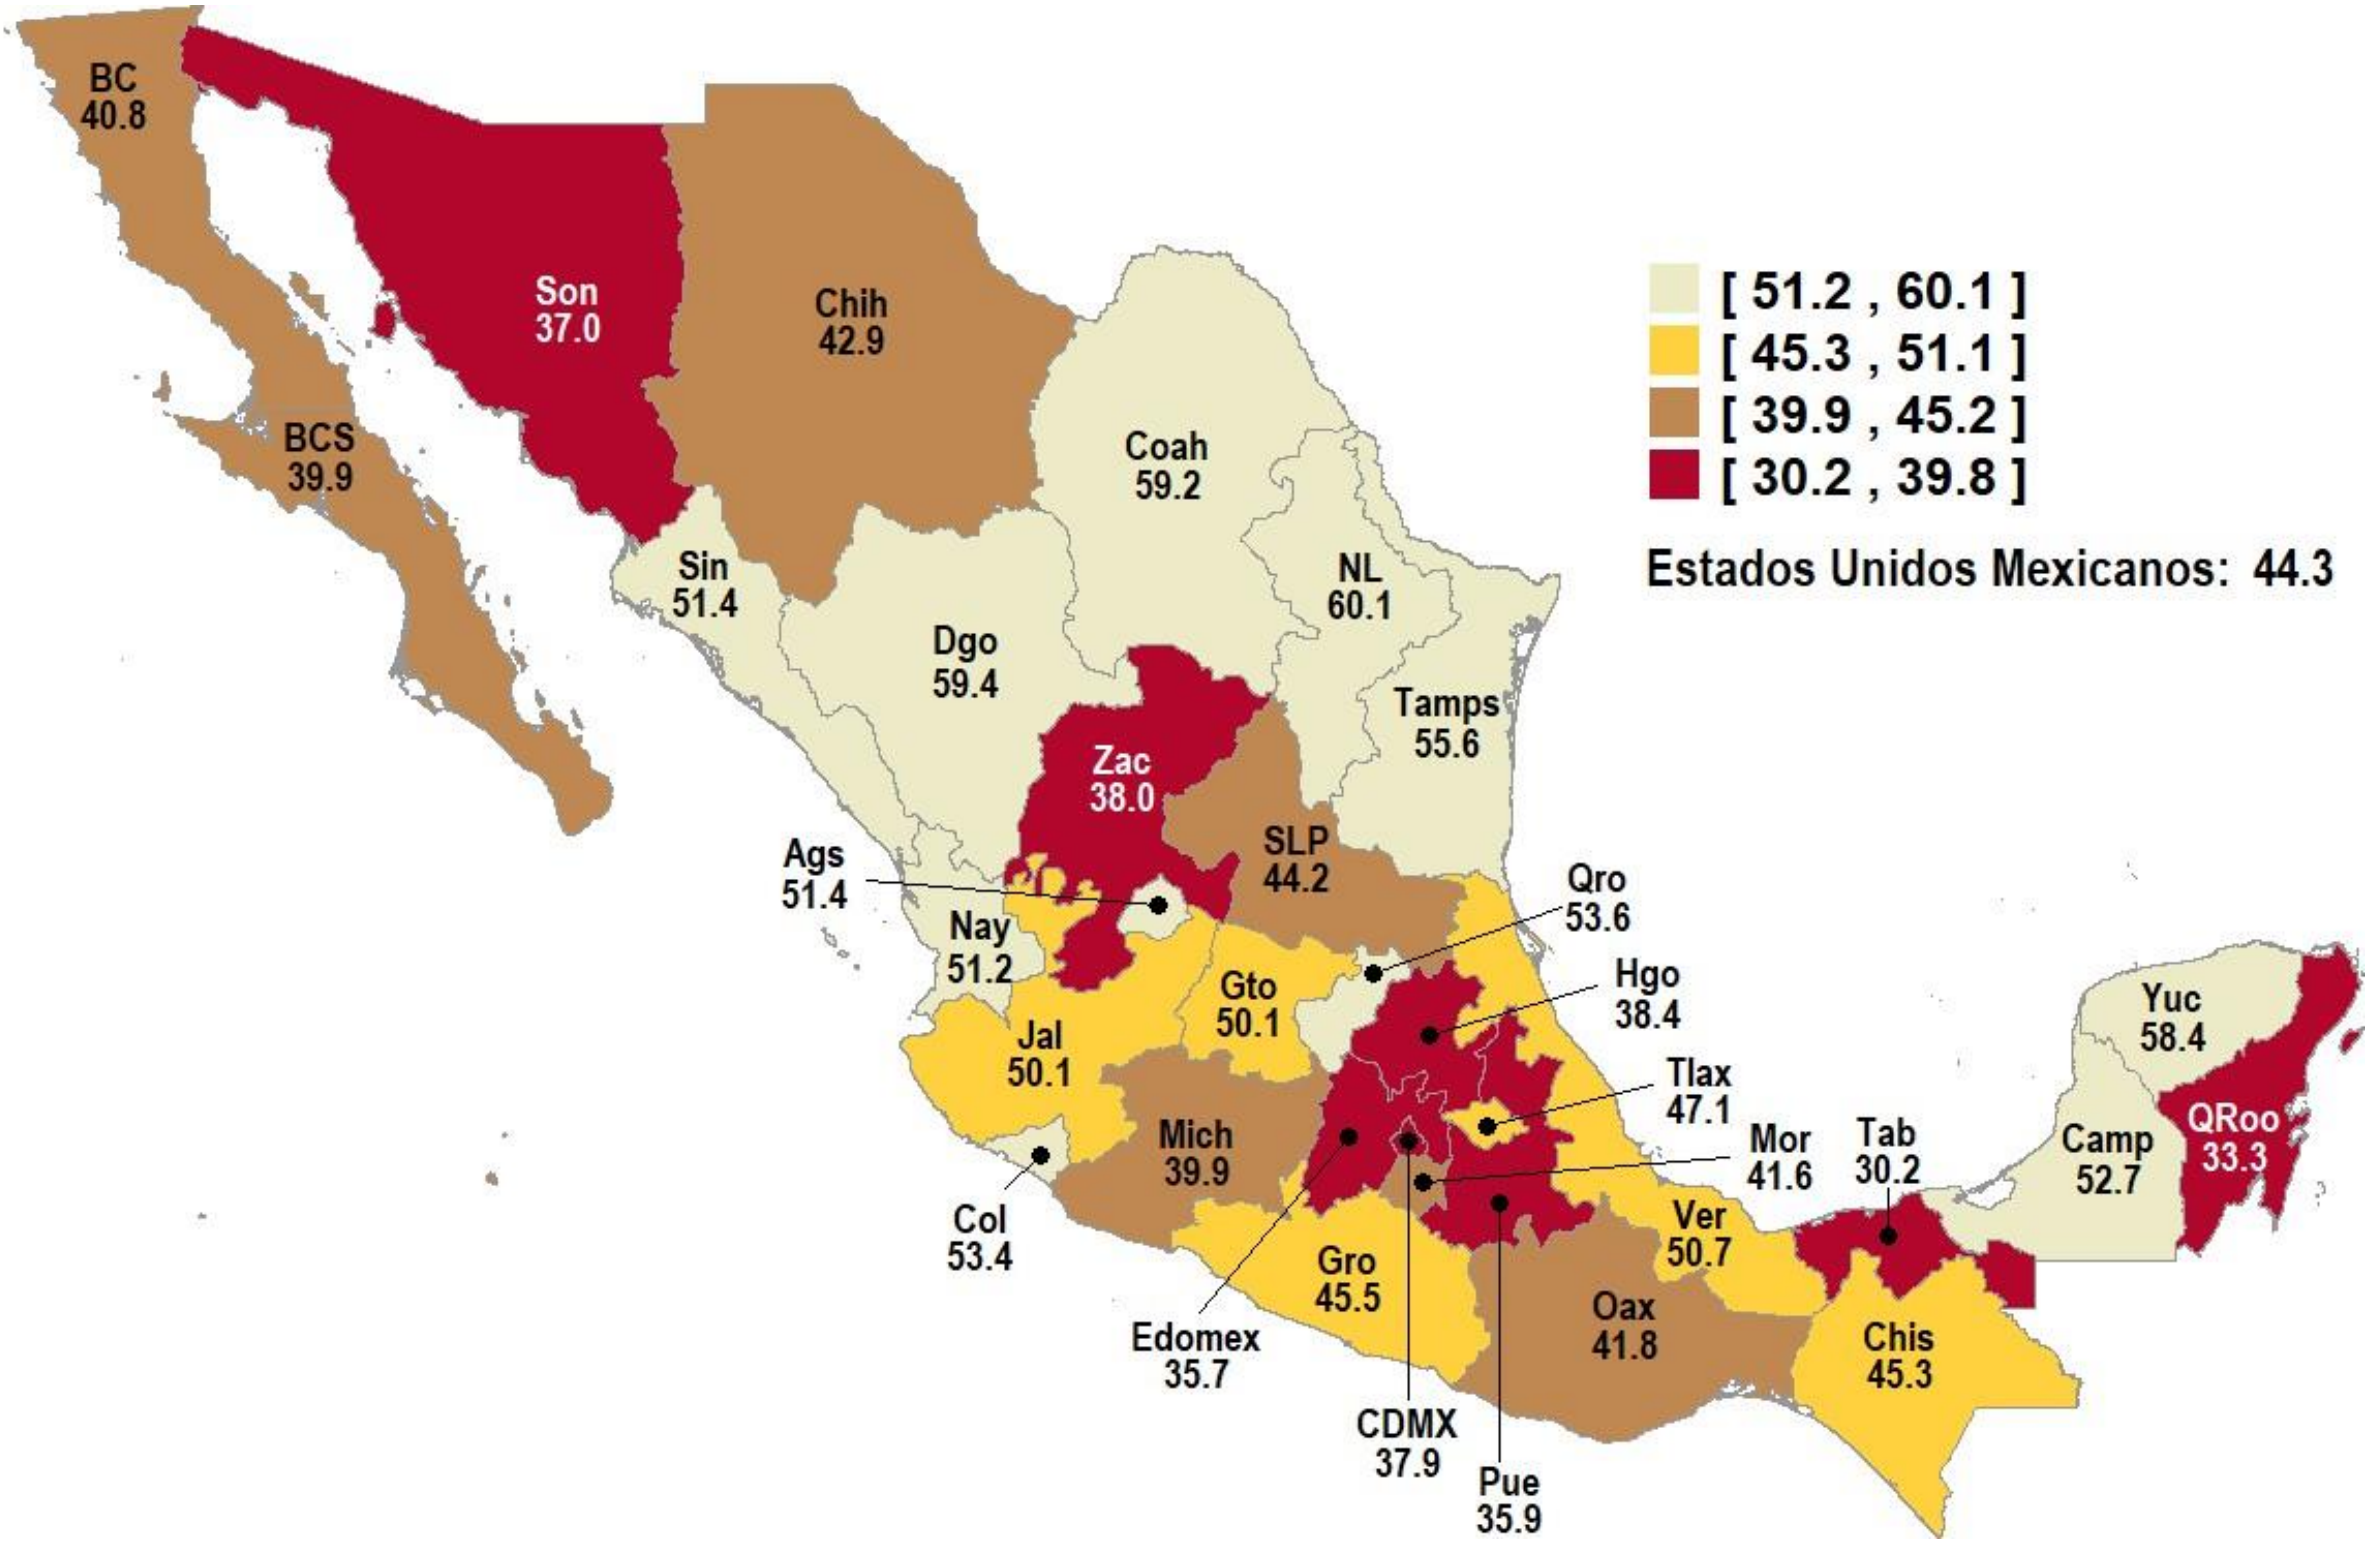 BC
40.8
Son
37.0
Chih
42.9
BCS
39.9
Coah
59.2
Sin
51.4
NL
60.1
Dgo
59.4
Tamps
55.6
Zac
38.0
SLP
44.2
Ags
51.4
Qro
53.6
Nay
51.2
Gto
50.1
Hgo
38.4
Jal
50.1
Tlax
47.1
Mich
39.9
Mor
41.6
Tab
30.2
Yuc
58.4
QRoo
33.3
Camp
52.7
Col
53.4
Ver
50.7
Gro
45.5
Oax
41.8
Chis
45.3
Edomex
35.7
CDMX
37.9
Pue
35.9
[ 51.2 , 60.1 ]
[ 45.3 , 51.1 ]
[ 39.9 , 45.2 ]
[ 30.2 , 39.8 ]
Estados Unidos Mexicanos: 44.3